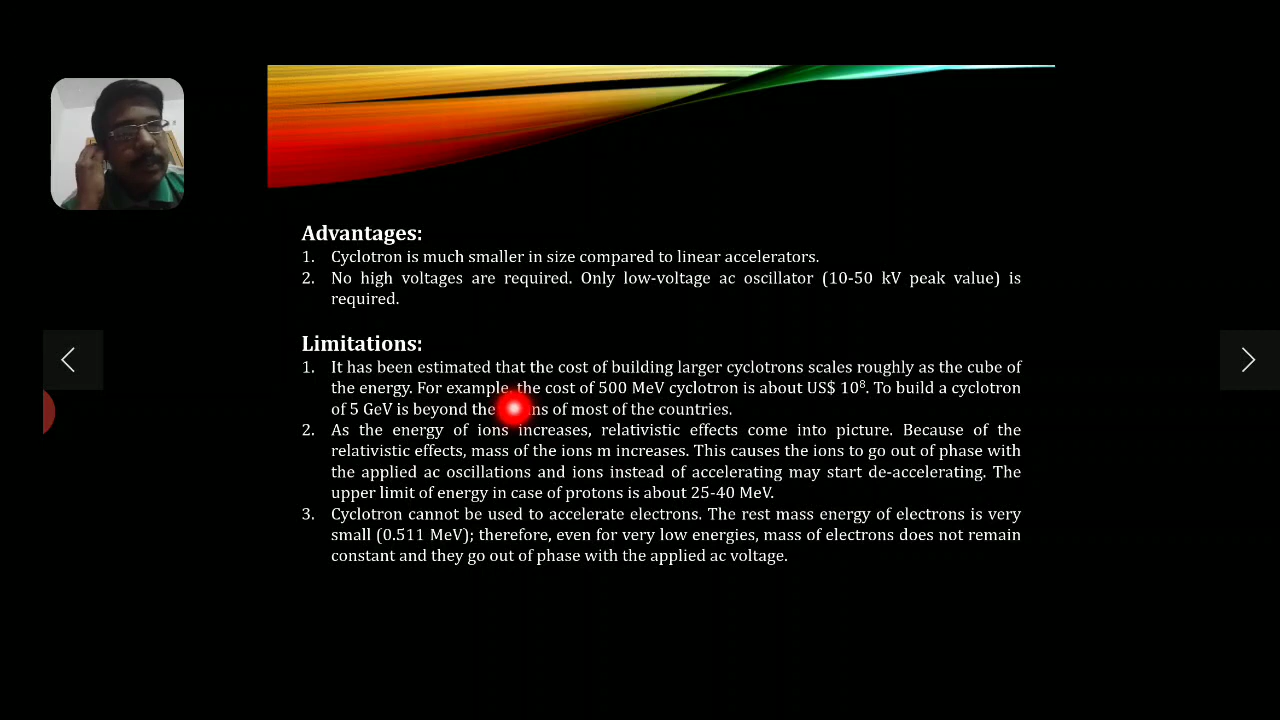 Advantages:
1. Cyclotron is much smaller in size compared to linear accelerators.
2. No high voltages are required. Only low-voltage ac oscillator (10-50 kV peak value) is
required.
Limitations:
1. It has been estimated that the cost of building larger cyclotrons scales roughly as the cube of
the energy. For example, the cost of 500 MeV cyclotron is about US$ 10⁸. To build a cyclotron
of 5 GeV is beyond the of most of the countries.
2. As the energy of ions increases, relativistic effects come into picture. Because of the
relativistic effects, mass of the ions m increases. This causes the ions to go out of phase with
the applied ac oscillations and ions instead of accelerating may start de-accelerating. The
upper limit of energy in case of protons is about 25-40 MeV.
3. Cyclotron cannot be used to accelerate electrons. The rest mass energy of electrons is very
small (0.511 MeV); therefore, even for very low energies, mass of electrons does not remain
constant and they go out of phase with the applied ac voltage.